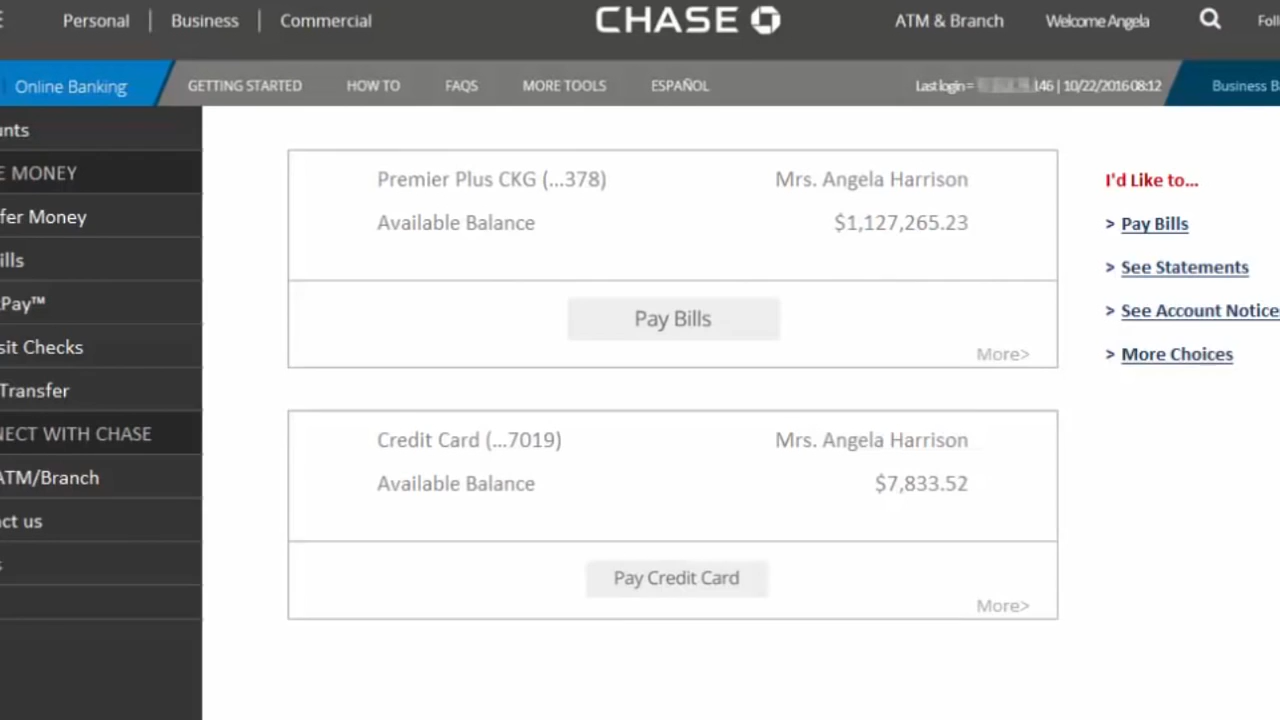 Personal | Business | Commercial CHASE ATM & Branch Welcome Angela
Online Banking GETTING STARTED HOW TO FAQS MORE TOOLS ESPAÑOL Last login = 146 | 10/22/2016 08:12 Business B
unts
E MONEY
fer Money
ills
Pay™
sit Checks
Transfer
NECT WITH CHASE
ATM/Branch
ct us
Premier Plus CKG (...378) Mrs. Angela Harrison
Available Balance $1,127,265.23
Pay Bills
More>
Credit Card (...7019) Mrs. Angela Harrison
Available Balance $7,833.52
Pay Credit Card
More>
I'd Like to...
> Pay Bills
> See Statements
> See Account Notice
> More Choices